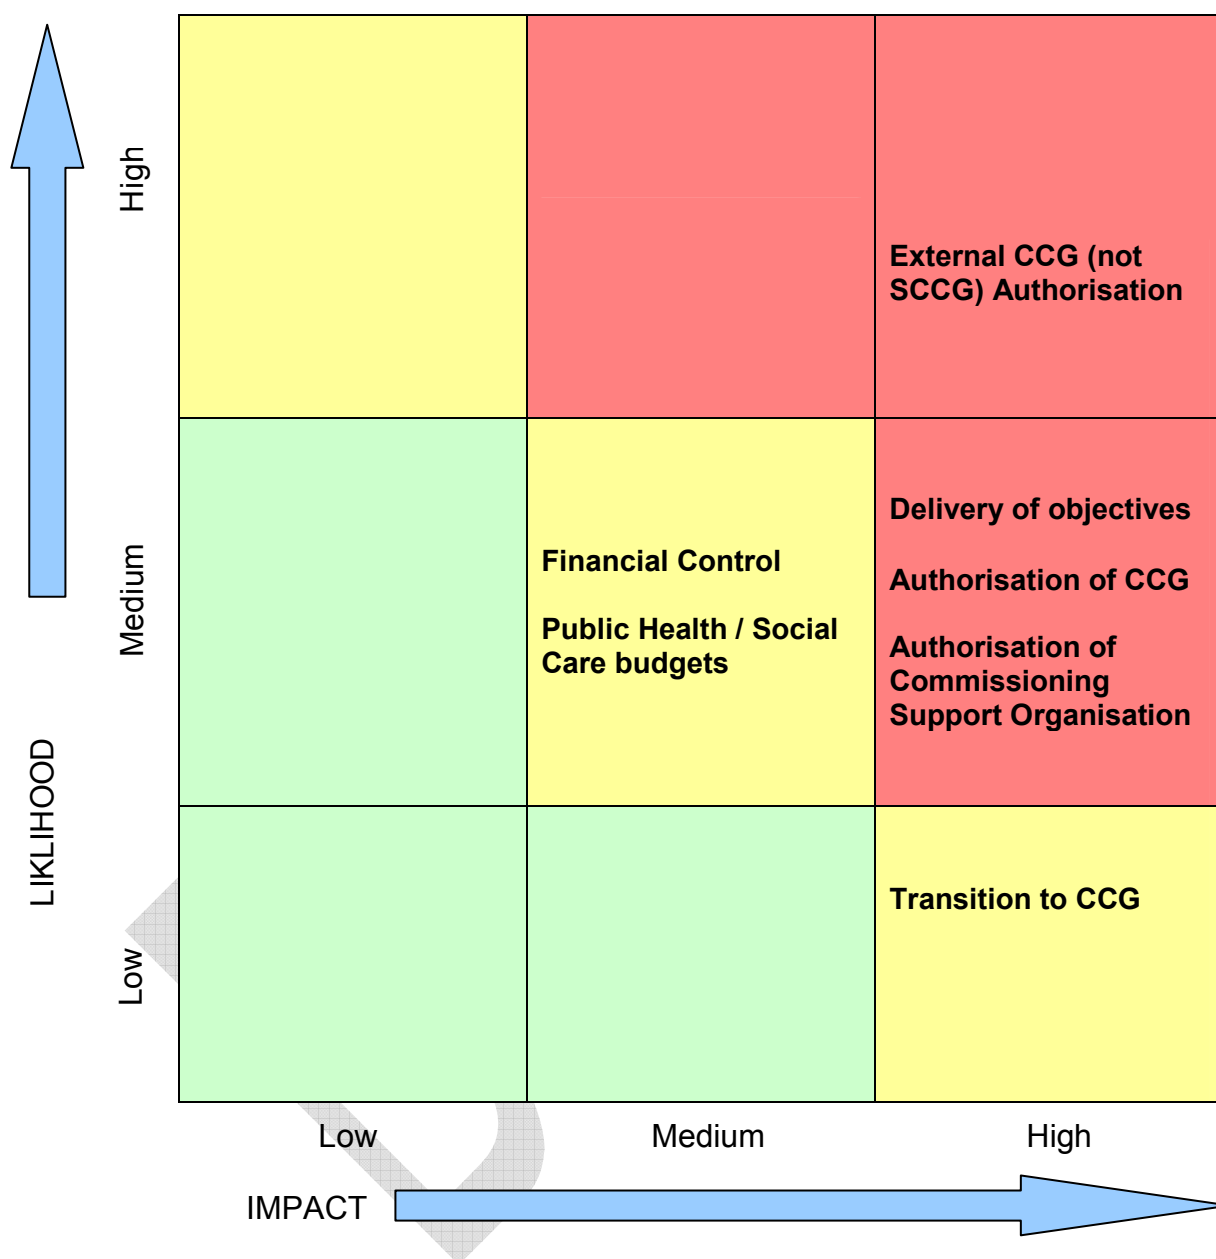 High
External CCG (not
SCCG) Authorisation
Medium
Financial Control
Public Health / Social
Care budgets
Delivery of objectives
Authorisation of CCG
Authorisation of
Commissioning
Support Organisation
LIKLIHOOD
Low
Transition to CCG
Low
Medium
High
IMPACT